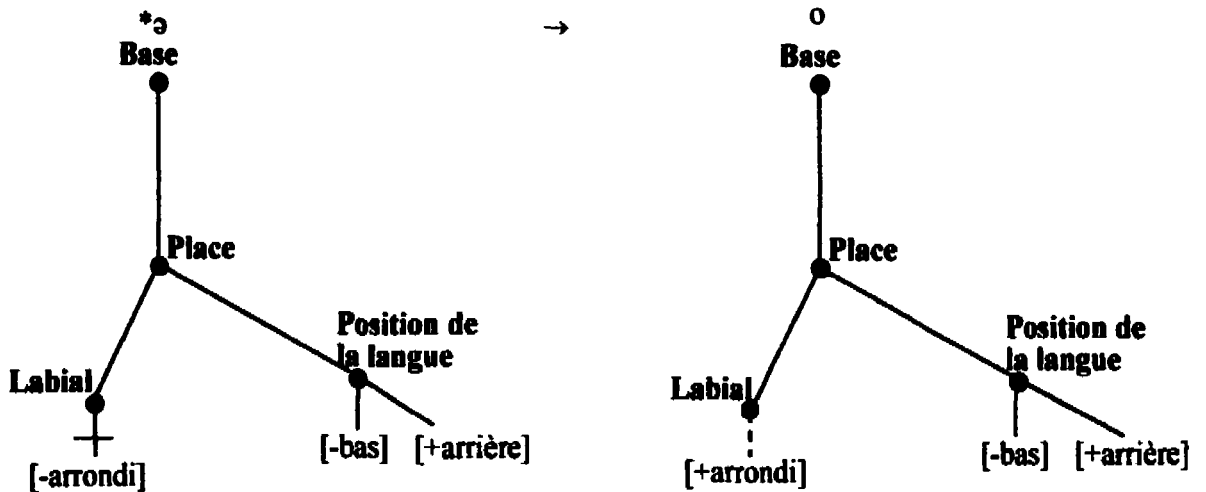 *ə → o
Base Base
Place Place
Position de Position de
la langue la langue
Labial Labial
[-bas] [+arrière] [-bas] [+arrière]
[-arrondi] [+arrondi]